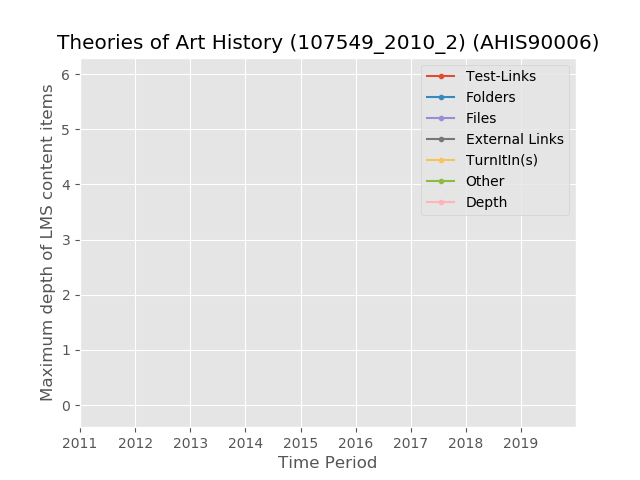 Theories of Art History (107549_2010_2) (AHIS90006)
Maximum depth of LMS content items
6
5
4
3
2
1
0
Test-Links
Folders
Files
External Links
TurnItIn(s)
Other
Depth
2011 2012 2013 2014 2015 2016 2017 2018 2019
Time Period